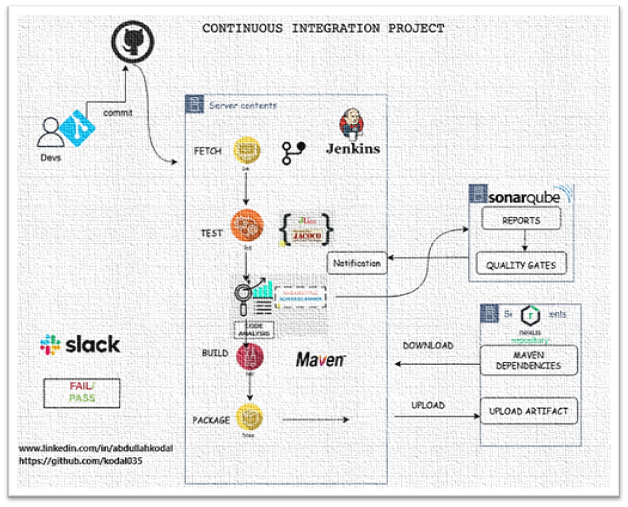 CONTINUOUS INTEGRATION PROJECT
commit
Devs
Server contents
Jenkins
FETCH
TEST
JACOCO
Notification
sonarqube
REPORTS
QUALITY GATES
SONARSCANNER
CODE
ANALYSIS
nexus
repository
slack
FAIL/
PASS
BUILD
Maven
DOWNLOAD
MAVEN
DEPENDENCIES
PACKAGE
UPLOAD
UPLOAD ARTIFACT
www.linkedin.com/in/abdullahkodal
https://github.com/kodal035